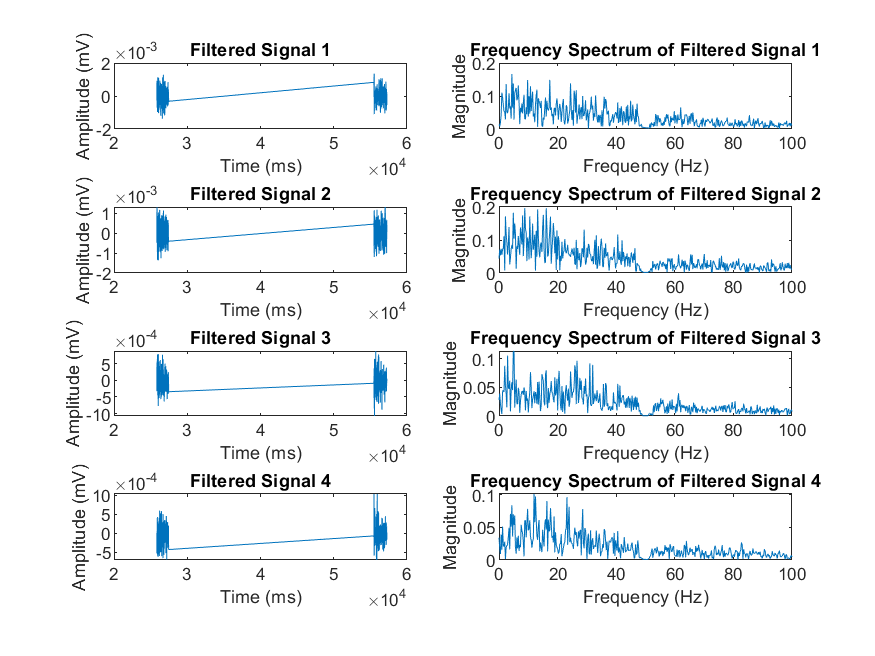 Filtered Signal 1
×10-3
Amplitude (mV)
2
0
-2
2 3 4 5 6
Time (ms)
×104
Frequency Spectrum of Filtered Signal 1
Magnitude
0.2
0.1
0
0 20 40 60 80 100
Frequency (Hz)
Filtered Signal 2
×10-3
Amplitude (mV)
1
0
-1
-2
2 3 4 5 6
Time (ms)
×104
Frequency Spectrum of Filtered Signal 2
Magnitude
0.2
0.1
0
0 20 40 60 80 100
Frequency (Hz)
Filtered Signal 3
×10-4
Amplitude (mV)
5
0
-5
-10
2 3 4 5 6
Time (ms)
×104
Frequency Spectrum of Filtered Signal 3
Magnitude
0.1
0.05
0
0 20 40 60 80 100
Frequency (Hz)
Filtered Signal 4
×10-4
Amplitude (mV)
10
5
0
-5
2 3 4 5 6
Time (ms)
×104
Frequency Spectrum of Filtered Signal 4
Magnitude
0.1
0.05
0
0 20 40 60 80 100
Frequency (Hz)